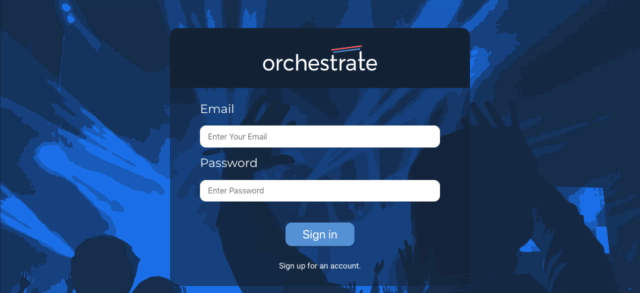 orchestrate
Email
Enter Your Email
Password
Enter Password
Sign in
Sign up for an account.